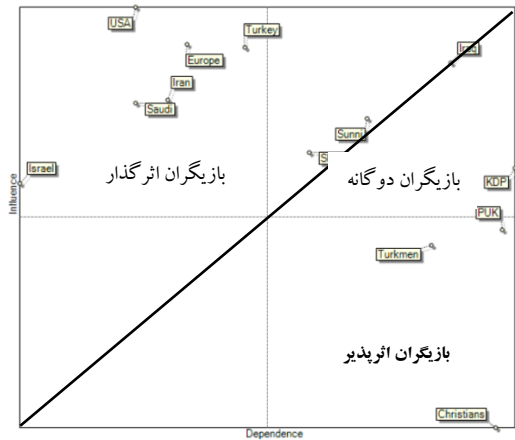 USA
Turkey
Europe
Iran
Saudi
Sunni
Israel
بازیگران اثرگذار
بازیگران دوگانه
KDP
PUK
Turkmen
بازیگران اثرپذیر
Christians
Influence
Dependence